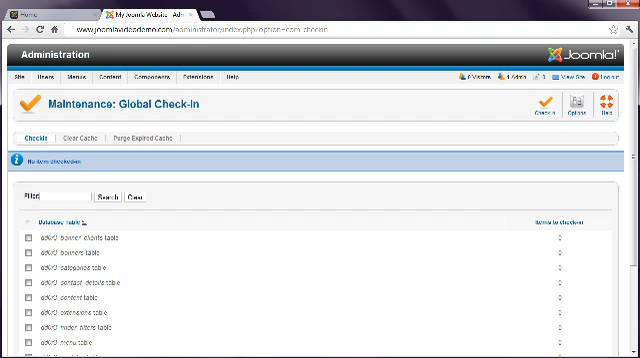 Home
My Joomla Website - Admi
www.joomlavideodemo.com/administrator/index.php?option=com_checkin
Administration
Joomla!
Site Users Menus Content Components Extensions Help
0 Visitors 1 Admin 0 View Site Log out
Maintenance: Global Check-in
Check-in Options Help
Checkin Clear Cache Purge Expired Cache
No item checked-in
Filter: Search Clear
Database Table Items to check-in
banner_clients table 0
banners table 0
categories table 0
contact_details table 0
content table 0
extensions table 0
finder_filters table 0
menu table 0